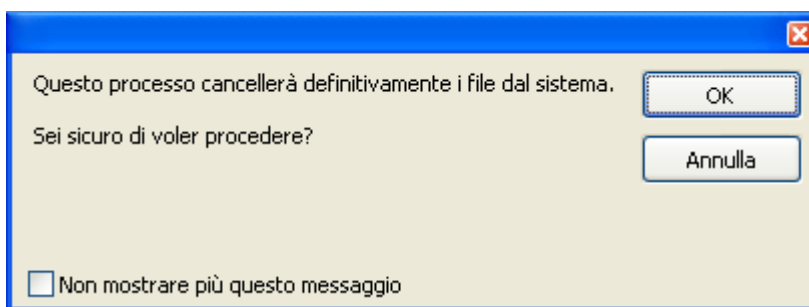 Questo processo cancellerà definitivamente i file dal sistema.
OK
Sei sicuro di voler procedere?
Annulla
Non mostrare più questo messaggio